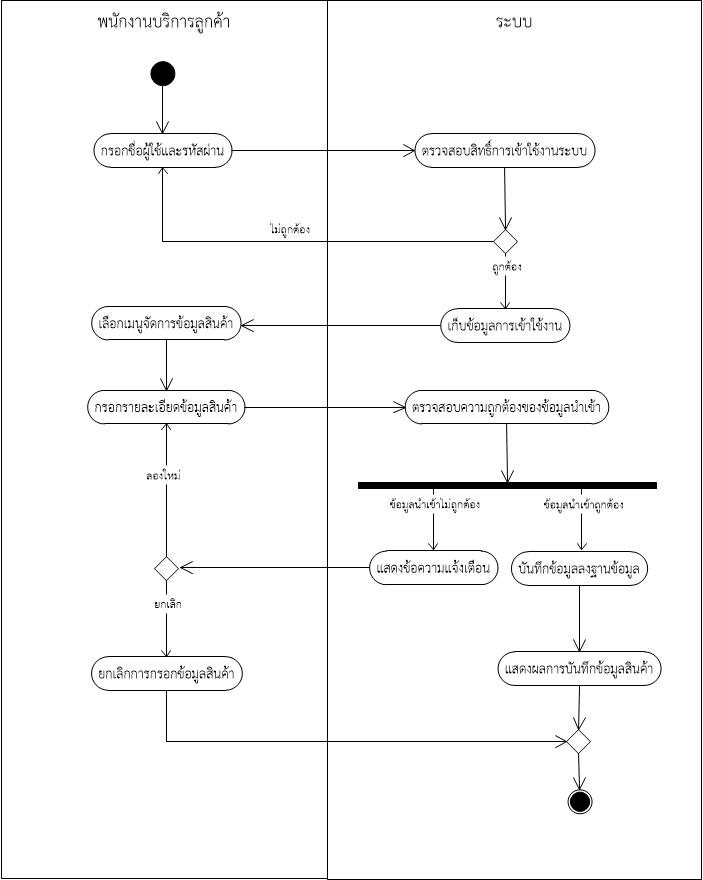 พนักงานบริการลูกค้า
ระบบ
กรอกชื่อผู้ใช้และรหัสผ่าน
ตรวจสอบสิทธิ์การเข้าใช้งานระบบ
ไม่ถูกต้อง
ถูกต้อง
เลือกเมนูจัดการข้อมูลสินค้า
เก็บข้อมูลการเข้าใช้งาน
กรอกรายละเอียดข้อมูลสินค้า
ตรวจสอบความถูกต้องของข้อมูลนำเข้า
ลองใหม่
ข้อมูลนำเข้าไม่ถูกต้อง
ข้อมูลนำเข้าถูกต้อง
แสดงข้อความแจ้งเตือน
บันทึกข้อมูลลงฐานข้อมูล
ยกเลิก
ยกเลิกการกรอกข้อมูลสินค้า
แสดงผลการบันทึกข้อมูลสินค้า